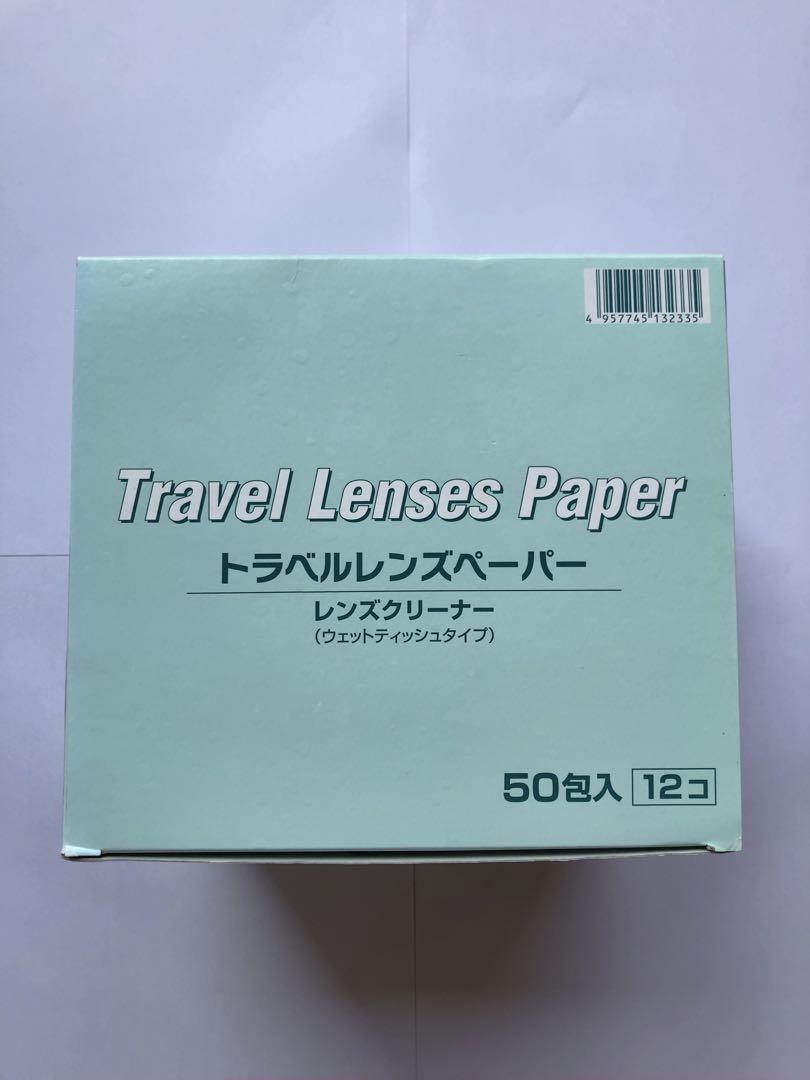 4 957745 132335
Travel Lenses Paper
トラベルレンズペーパー
レンズクリーナー
（ウェットティッシュタイプ）
50包入 12コ